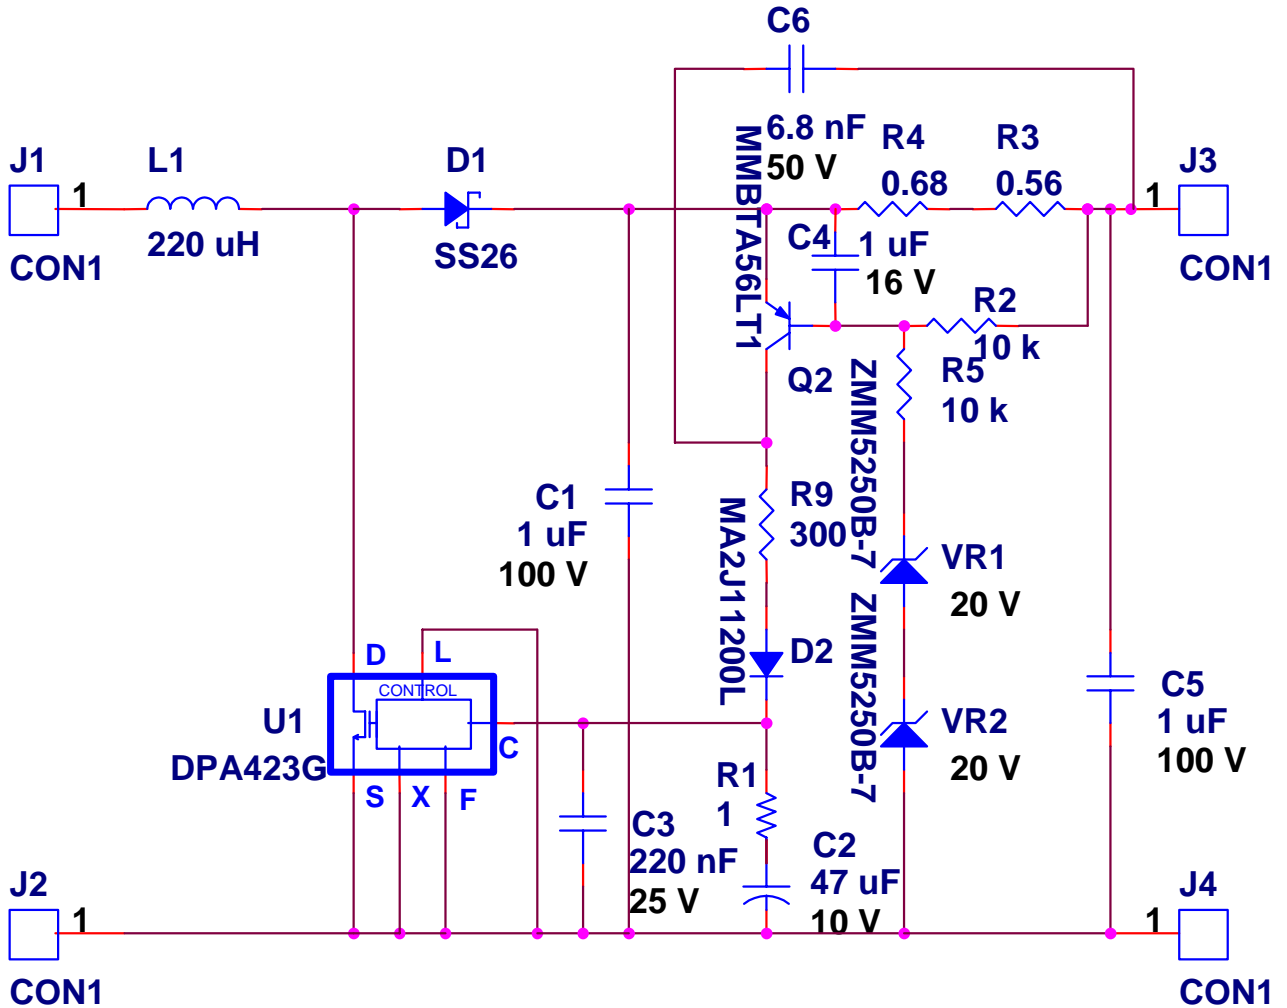 C6
6.8 nF
50 V
MMBTA56LT1
R4
0.68
R3
0.56
J1
1
CON1
L1
220 uH
D1
SS26
J3
1
CON1
C4
1 uF
16 V
R2
10 k
Q2
R5
10 k
ZMM5250B-7
C1
1 uF
100 V
R9
300
MA2J11200L
VR1
20 V
D2
ZMM5250B-7
D
L
CONTROL
U1
DPA423G
C
S
X
F
VR2
20 V
C5
1 uF
100 V
R1
1
C3
220 nF
25 V
C2
47 uF
10 V
J2
1
CON1
J4
1
CON1